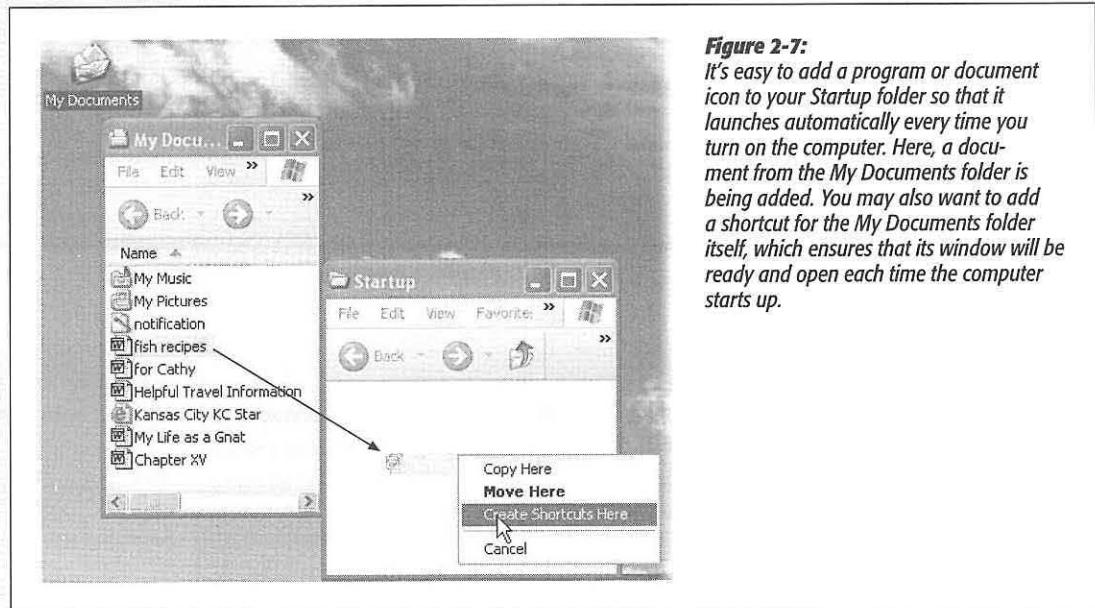 My Documents
My Docu...
File Edit View »
Back »
Name
My Music
My Pictures
notification
fish recipes
for Cathy
Helpful Travel Information
Kansas City KC Star
My Life as a Gnat
Chapter XV
Startup
File Edit View Favorite: »
Back »
Copy Here
Move Here
Create Shortcuts Here
Cancel
Figure 2-7:
It's easy to add a program or document
icon to your Startup folder so that it
launches automatically every time you
turn on the computer. Here, a docu-
ment from the My Documents folder is
being added. You may also want to add
a shortcut for the My Documents folder
itself, which ensures that its window will be
ready and open each time the computer
starts up.